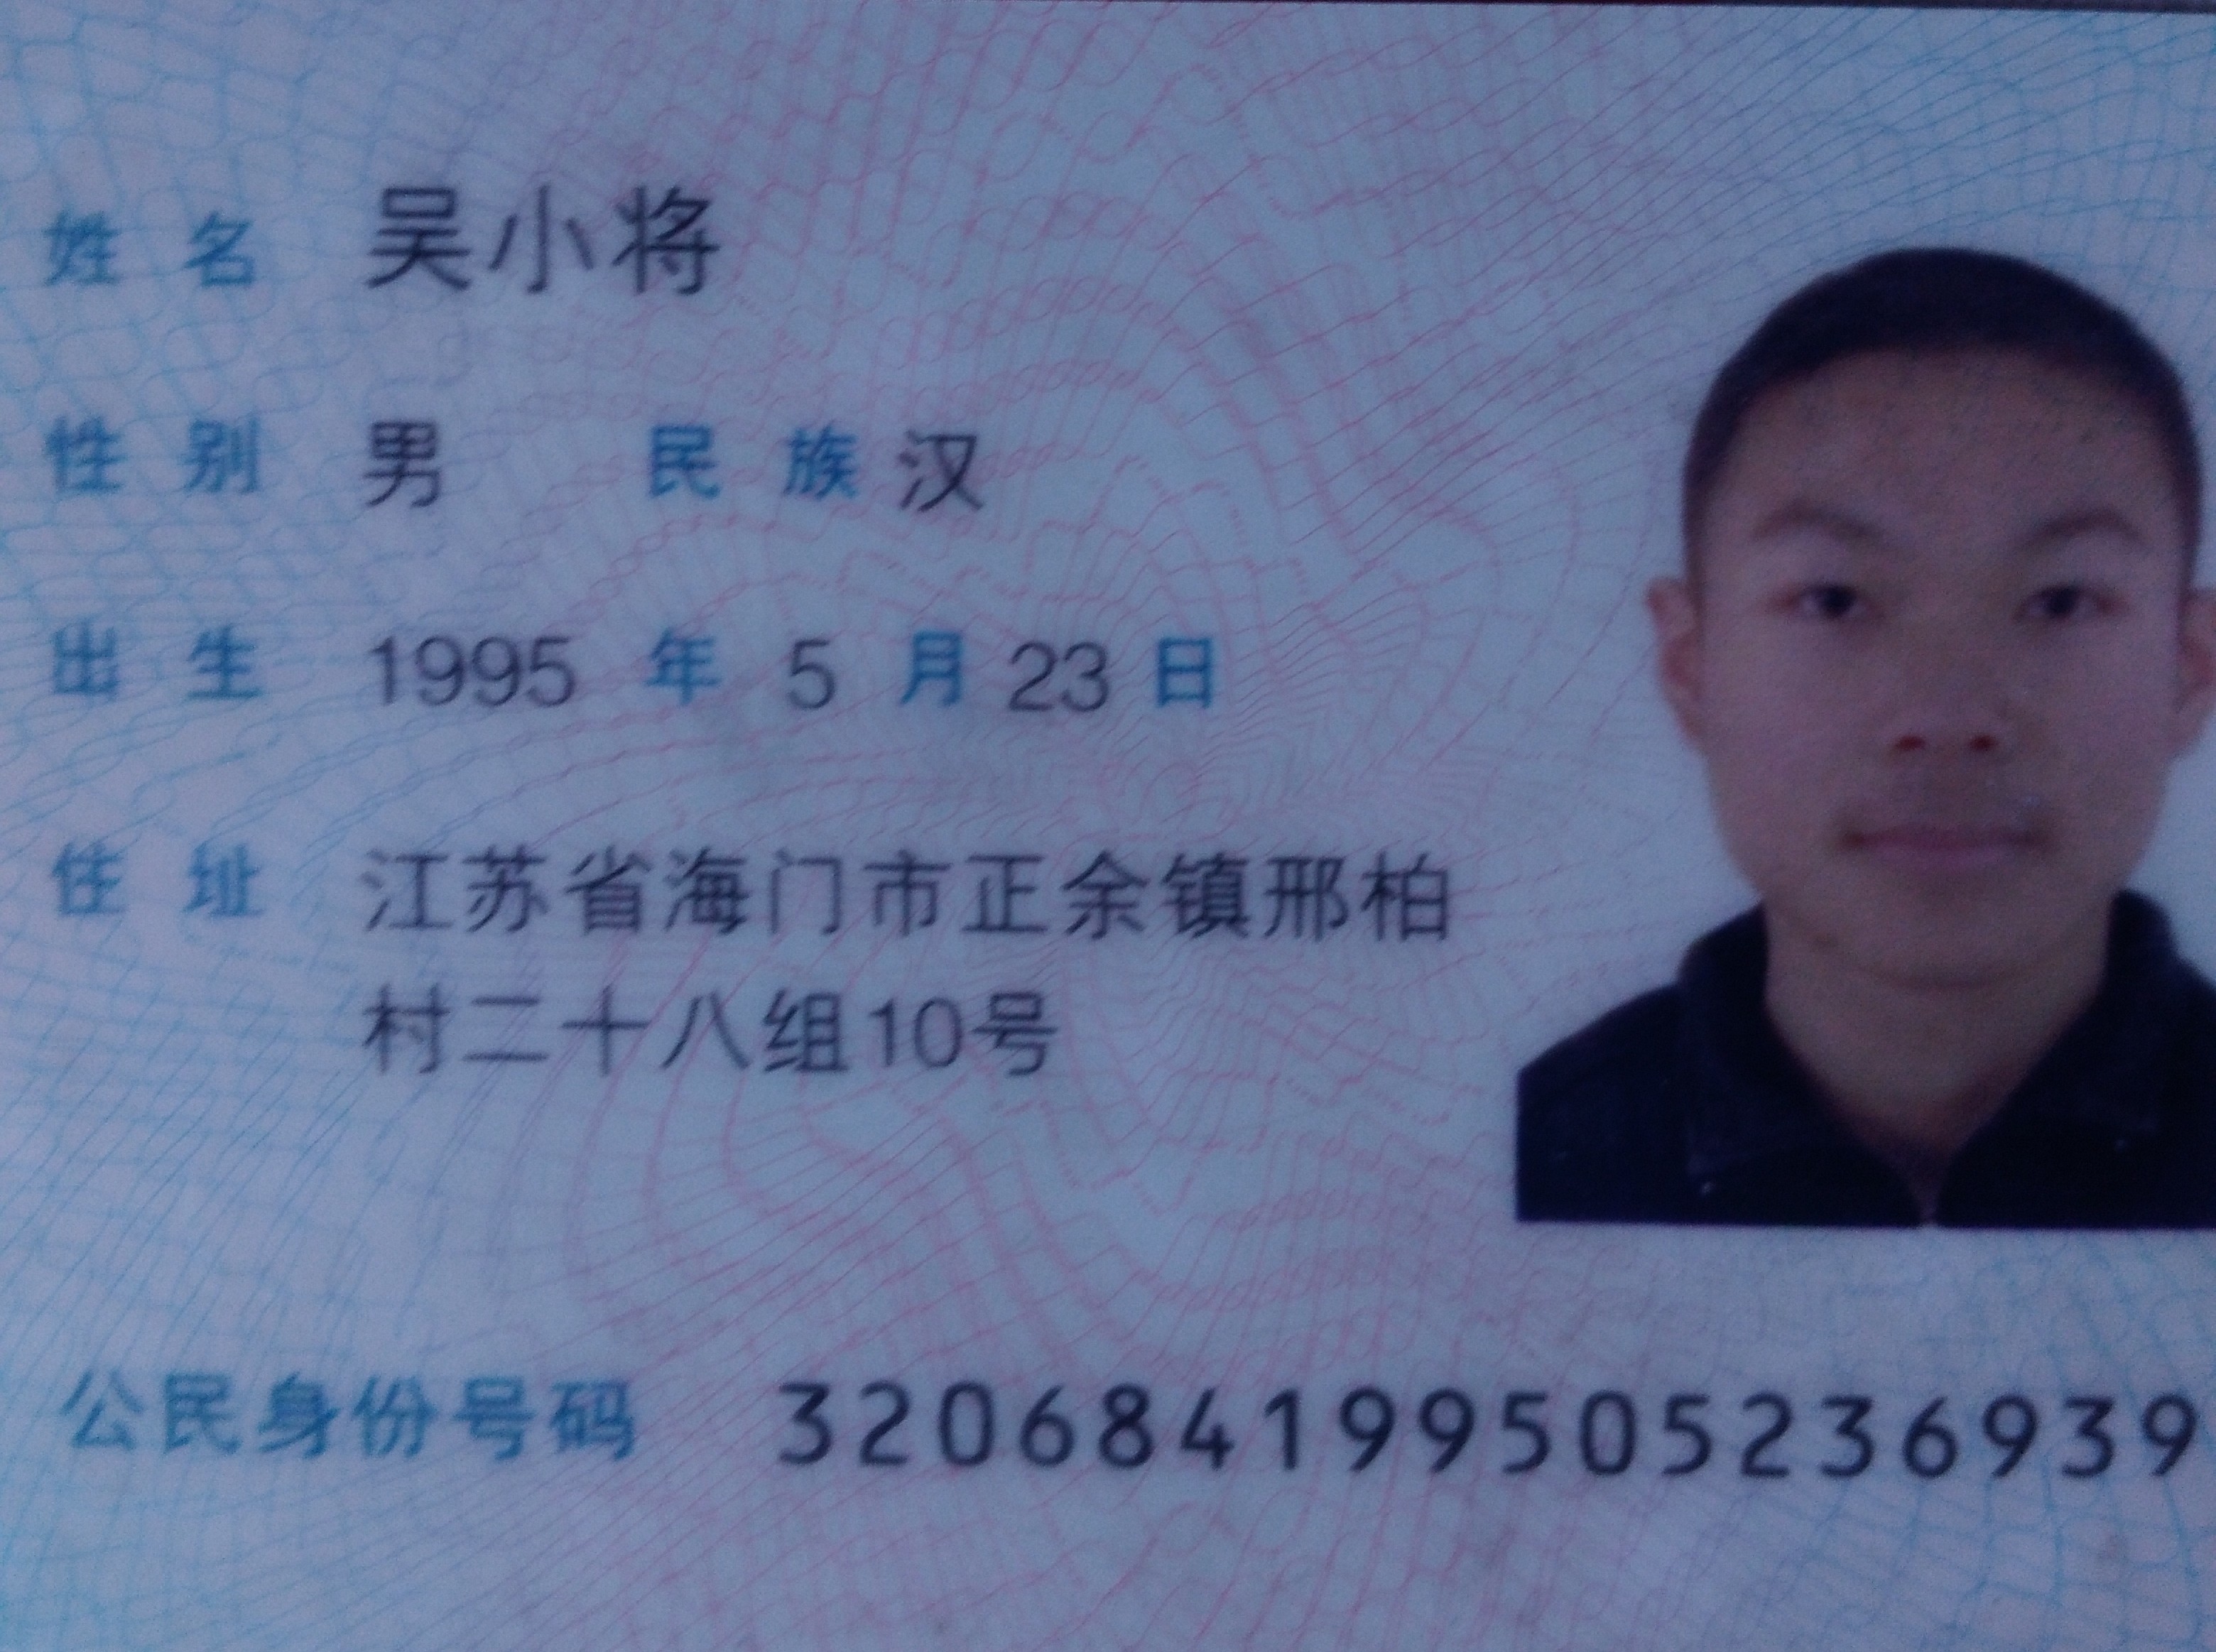 姓名 吴小将
性别 男 民族 汉
出生 1995 年 5 月 23 日
住址 江苏省海门市正余镇邢柏
村二十八组10号
公民身份号码 320684199505236939